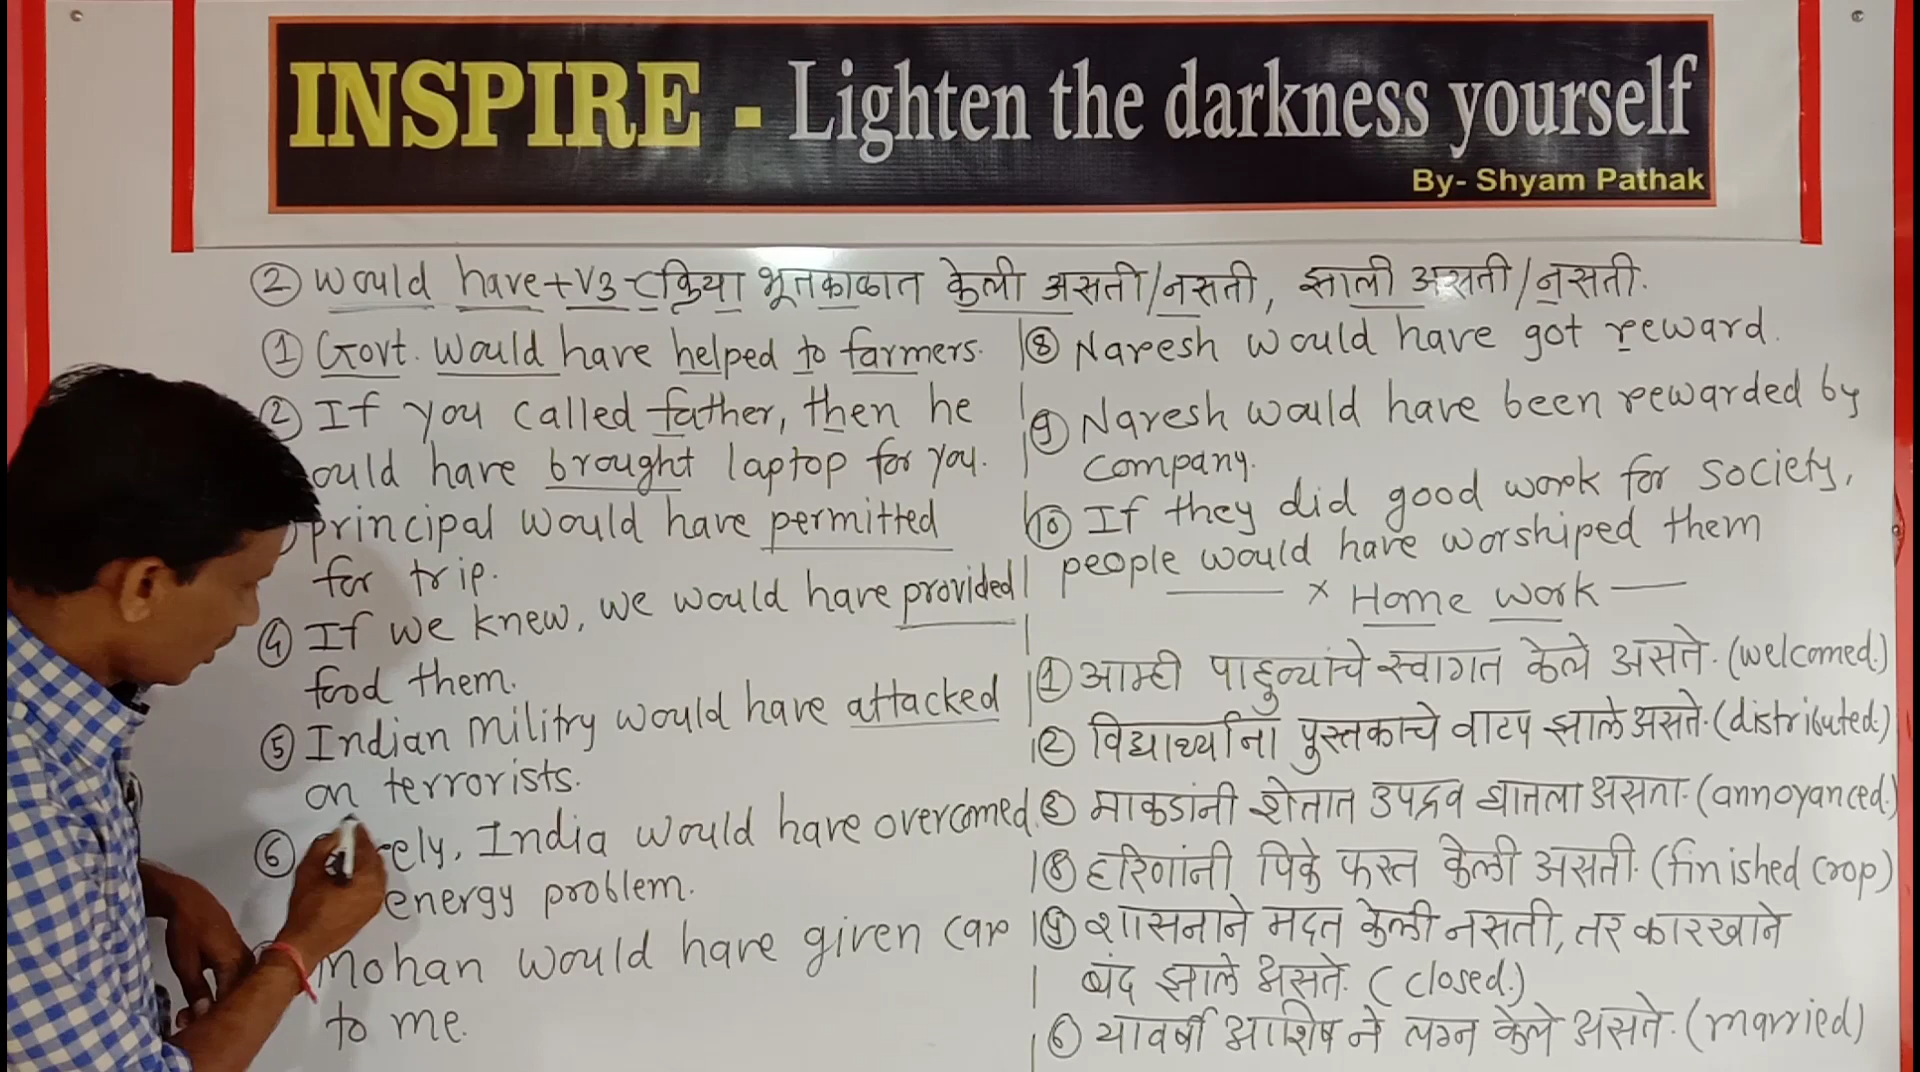 INSPIRE - Lighten the darkness yourself
By- Shyam Pathak
② would have + V3 - क्रिया भूतकाळात केली असती/नसती, झाली असती/नसती.
① Govt. would have helped to farmers.
② If you called father, then he
ould have brought laptop for you.
principal would have permitted
for trip.
④ If we knew, we would have provided
food them.
⑤ Indian militry would have attacked
on terrorists.
⑥ ely, India would have overcomed
energy problem.
Mohan would have given car
to me.
⑧ Naresh would have got reward.
⑨ Naresh would have been rewarded by
company.
⑩ If they did good work for society,
people would have worshiped them
x Home work
① आम्ही पाहुण्यांचे स्वागत केले असते. (welcomed.)
② विद्यार्थ्यांना पुस्तकाचे वाटप झाले असते. (distributed.)
③ माकडांनी शेतात उपद्रव घातला असता. (annoyanced.)
④ हरिणांनी पिके फस्त केली असती. (finished crop)
⑤ शासनाने मदत केली नसती, तर कारखाने
बंद झाले असते. (closed.)
⑥ यावर्षी आशिष ने लग्न केले असते. (married)